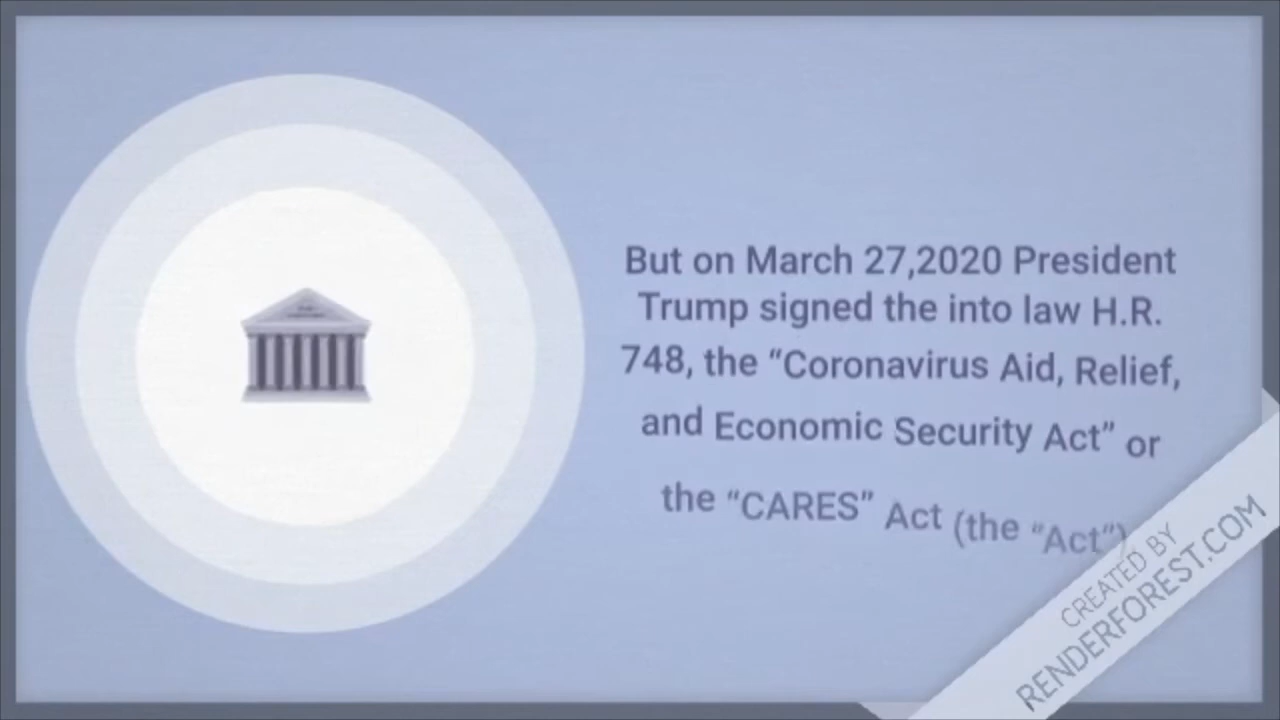 But on March 27,2020 President
Trump signed the into law H.R.
748, the “Coronavirus Aid, Relief,
and Economic Security Act” or
the “CARES” Act (the “Act”)
CREATED BY
RENDERFOREST.COM